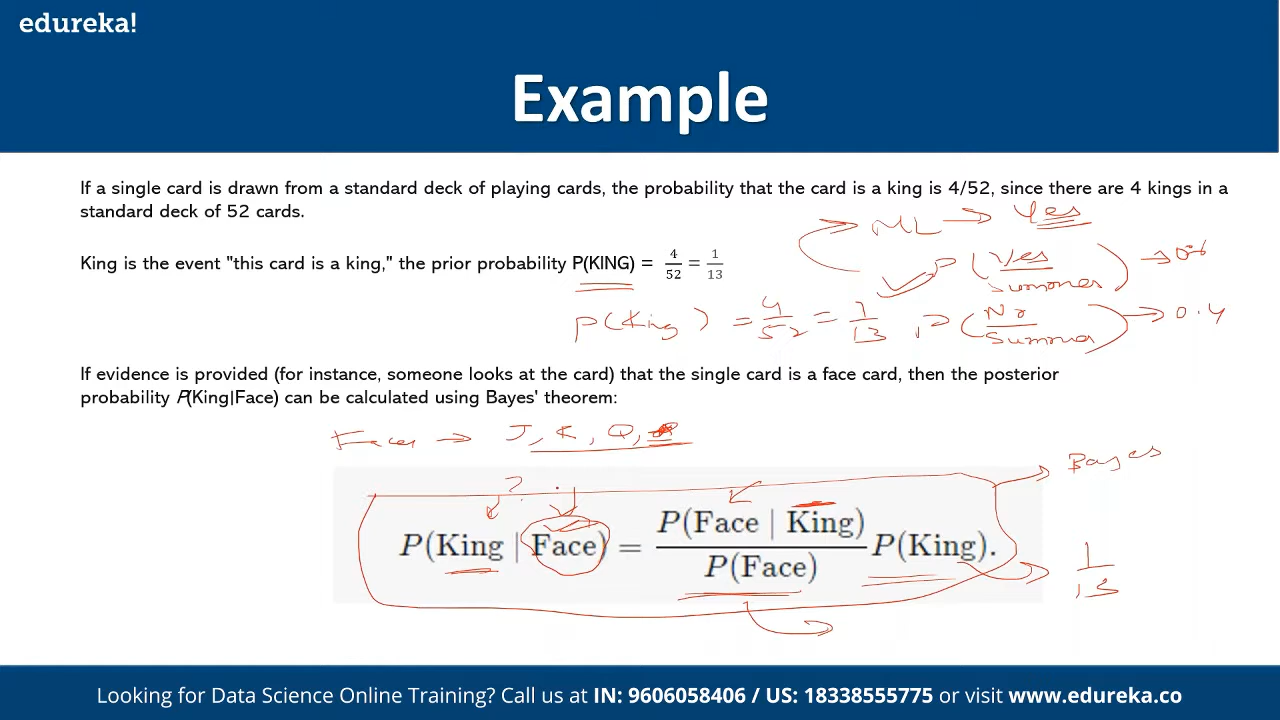 edureka!
Example
If a single card is drawn from a standard deck of playing cards, the probability that the card is a king is 4/52, since there are 4 kings in a
standard deck of 52 cards.
ML → Yes
King is the event "this card is a king," the prior probability P(KING) = 4/52 = 1/13
P (Yes/Summer) →
P(King) = 4/52 = 1/13
P (No/Summer) → 0.4
If evidence is provided (for instance, someone looks at the card) that the single card is a face card, then the posterior
probability P(King|Face) can be calculated using Bayes' theorem:
Faces → J, K, Q,
Bayes
?
P(King | Face) = P(Face | King) / P(Face) P(King).
1/13
Looking for Data Science Online Training? Call us at IN: 9606058406 / US: 18338555775 or visit www.edureka.co